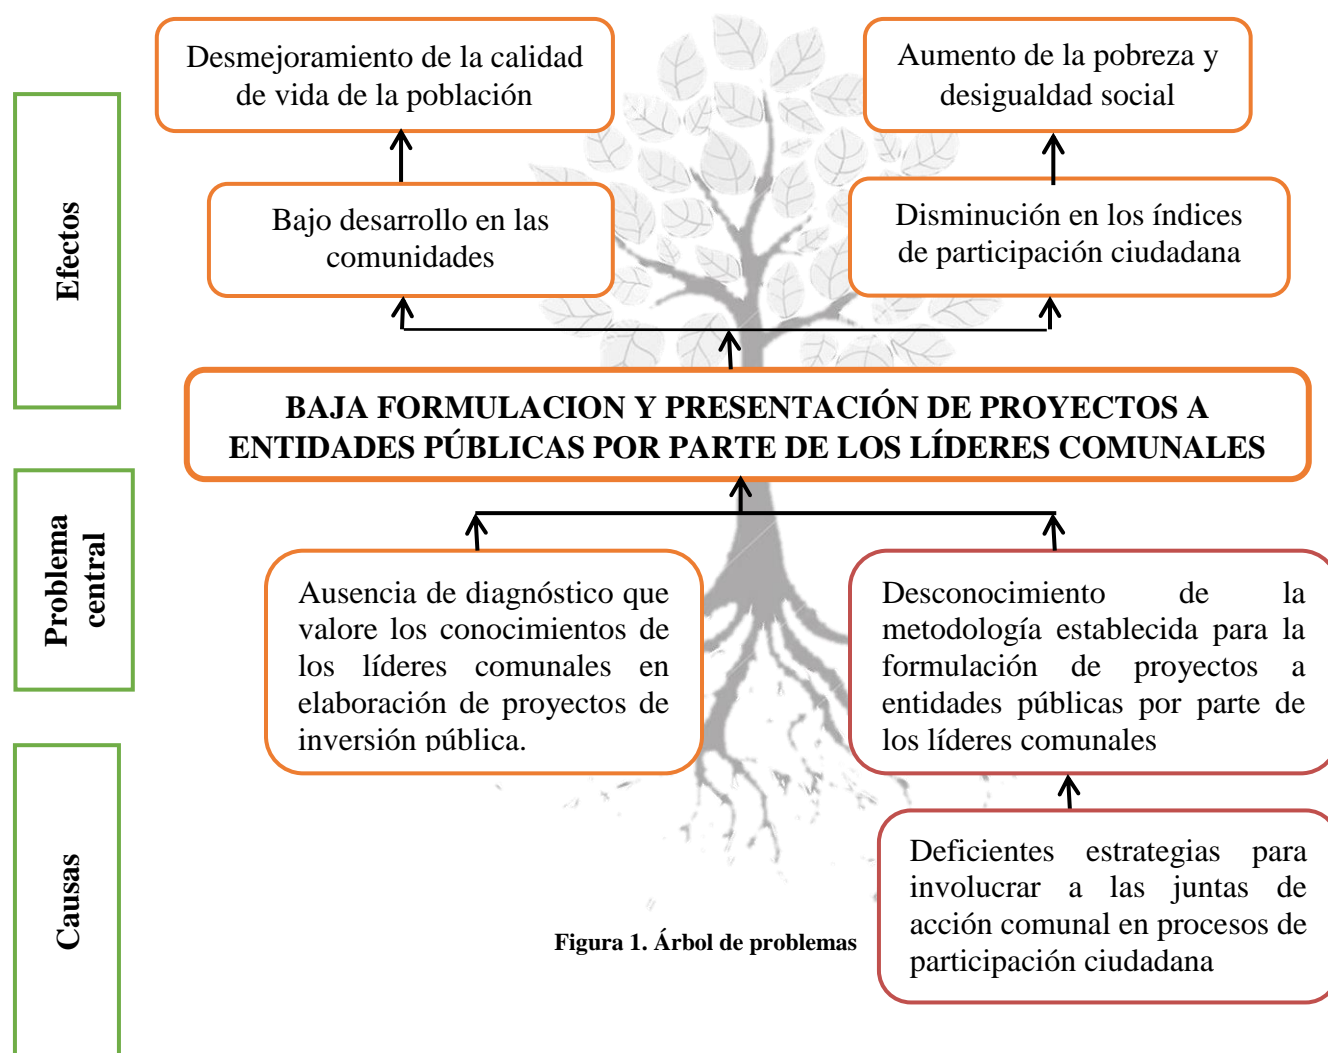 Desmejoramiento de la calidad
de vida de la población
Aumento de la pobreza y
desigualdad social
Efectos
Bajo desarrollo en las
comunidades
Disminución en los índices
de participación ciudadana
BAJA FORMULACION Y PRESENTACIÓN DE PROYECTOS A
ENTIDADES PÚBLICAS POR PARTE DE LOS LÍDERES COMUNALES
Problema
central
Ausencia de diagnóstico que
valore los conocimientos de
los líderes comunales en
elaboración de proyectos de
inversión pública.
Desconocimiento de la
metodología establecida para la
formulación de proyectos a
entidades públicas por parte de
los líderes comunales
Causas
Deficientes estrategias para
involucrar a las juntas de
acción comunal en procesos de
participación ciudadana
Figura 1. Árbol de problemas